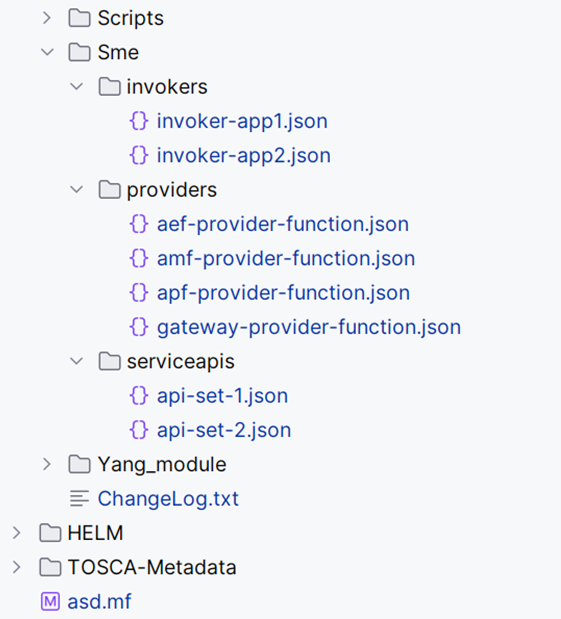 Scripts
Sme
invokers
invoker-app1.json
invoker-app2.json
providers
aef-provider-function.json
amf-provider-function.json
apf-provider-function.json
gateway-provider-function.json
serviceapis
api-set-1.json
api-set-2.json
Yang_module
ChangeLog.txt
HELM
TOSCA-Metadata
asd.mf